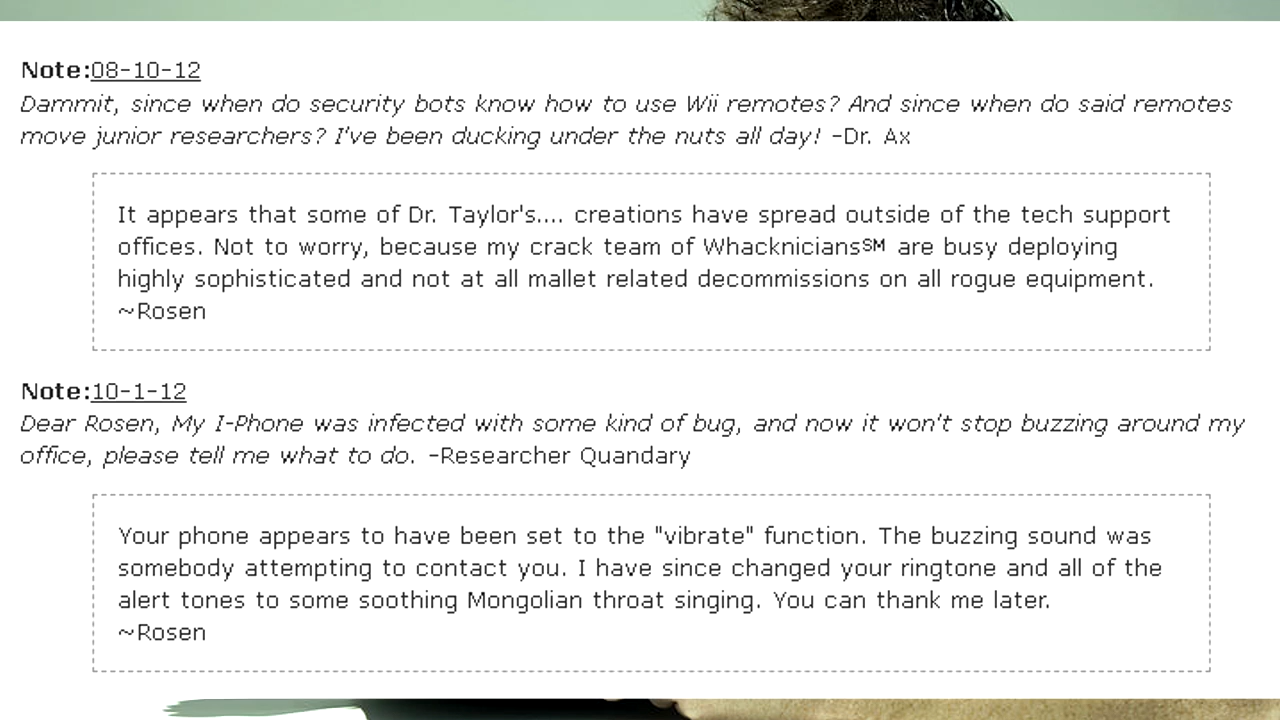 Note:08-10-12
Dammit, since when do security bots know how to use Wii remotes? And since when do said remotes
move junior researchers? I've been ducking under the nuts all day! –Dr. Ax
It appears that some of Dr. Taylor's.... creations have spread outside of the tech support
offices. Not to worry, because my crack team of Whacknicians℠ are busy deploying
highly sophisticated and not at all mallet related decommissions on all rogue equipment.
~Rosen
Note:10-1-12
Dear Rosen, My I-Phone was infected with some kind of bug, and now it won't stop buzzing around my
office, please tell me what to do. –Researcher Quandary
Your phone appears to have been set to the "vibrate" function. The buzzing sound was
somebody attempting to contact you. I have since changed your ringtone and all of the
alert tones to some soothing Mongolian throat singing. You can thank me later.
~Rosen